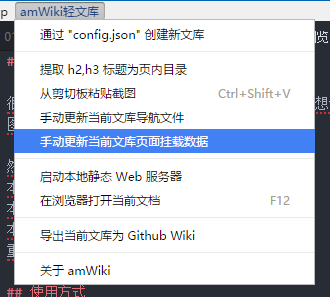 p amWiki轻文库
通过 "config.json" 创建新文库
提取 h2,h3 标题为页内目录
从剪切板粘贴截图 Ctrl+Shift+V
手动更新当前文库导航文件
手动更新当前文库页面挂载数据
启动本地静态 Web 服务器
在浏览器打开当前文档 F12
导出当前文库为 Github Wiki
关于 amWiki
## 使用方式